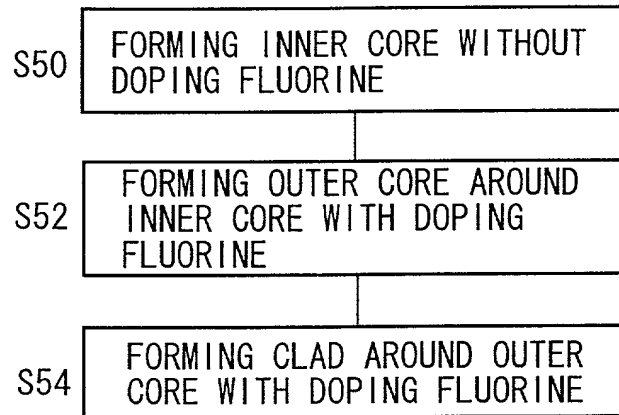 S50
FORMING INNER CORE WITHOUT
DOPING FLUORINE
S52
FORMING OUTER CORE AROUND
INNER CORE WITH DOPING
FLUORINE
S54
FORMING CLAD AROUND OUTER
CORE WITH DOPING FLUORINE